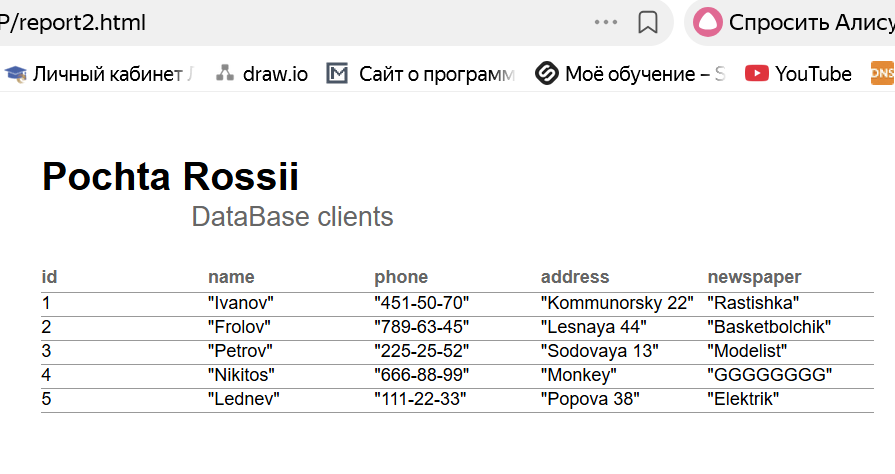 P/report2.html ••• Спросить Алису
Личный кабинет draw.io Сайт о программ Моё обучение – S YouTube DNS
Pochta Rossii
DataBase clients
id name phone address newspaper
1 "Ivanov" "451-50-70" "Kommunorsky 22" "Rastishka"
2 "Frolov" "789-63-45" "Lesnaya 44" "Basketbolchik"
3 "Petrov" "225-25-52" "Sodovaya 13" "Modelist"
4 "Nikitos" "666-88-99" "Monkey" "GGGGGGGG"
5 "Lednev" "111-22-33" "Popova 38" "Elektrik"